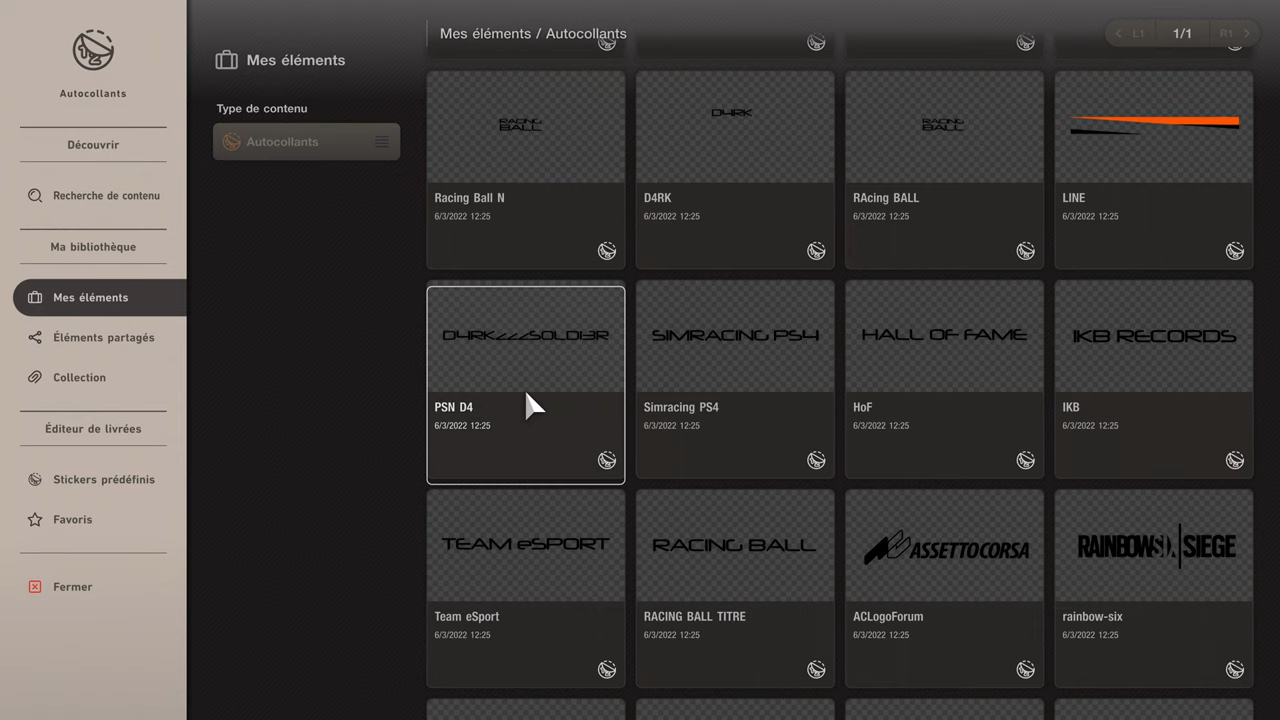 Autocollants
Découvrir
Recherche de contenu
Ma bibliothèque
Mes éléments
Éléments partagés
Collection
Éditeur de livrées
Stickers prédéfinis
Favoris
Fermer
Mes éléments
Type de contenu
Autocollants
Mes éléments / Autocollants
L1
1/1
R1
RACING
BALL
Racing Ball N
6/3/2022 12:25
D4RK
D4RK
6/3/2022 12:25
RACING
BALL
RAcing BALL
6/3/2022 12:25
LINE
6/3/2022 12:25
D4RK///SOLDI3R
PSN D4
6/3/2022 12:25
SIMRACING PS4
Simracing PS4
6/3/2022 12:25
HALL OF FAME
HoF
6/3/2022 12:25
IKB RECORDS
IKB
6/3/2022 12:25
TEAM eSPORT
Team eSport
6/3/2022 12:25
RACING BALL
RACING BALL TITRE
6/3/2022 12:25
ASSETTO CORSA
ACLogoForum
6/3/2022 12:25
RAINBOWSIX|SIEGE
rainbow-six
6/3/2022 12:25